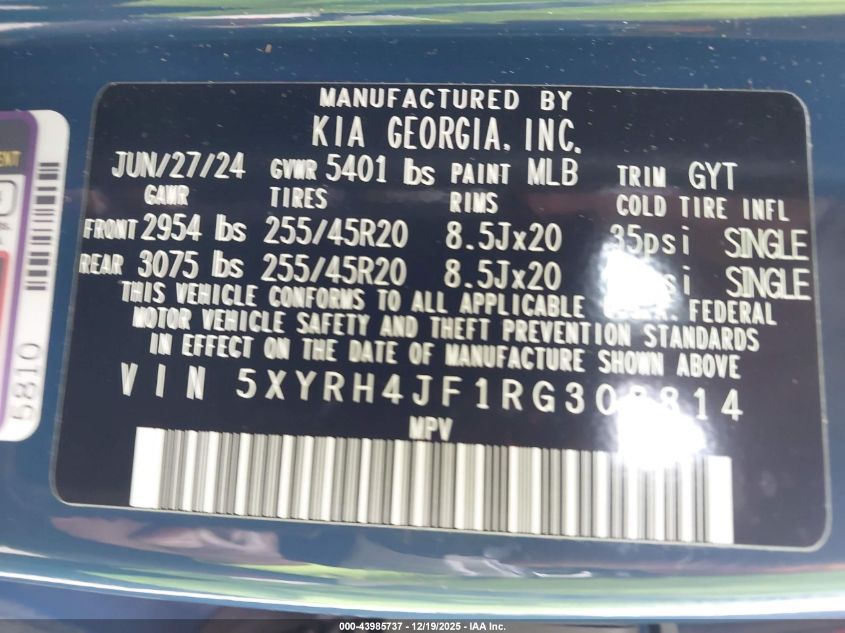 MANUFACTURED BY
KIA GEORGIA, INC.
JUN/27/24 GVWR 5401 lbs PAINT MLB TRIM GYT
GAWR TIRES RIMS COLD TIRE INFL
FRONT 2954 lbs 255/45R20 8.5Jx20 35psi SINGLE
REAR 3075 lbs 255/45R20 8.5Jx20 SINGLE
THIS VEHICLE CONFORMS TO ALL APPLICABLE FEDERAL
MOTOR VEHICLE SAFETY AND THEFT PREVENTION STANDARDS
IN EFFECT ON THE DATE OF MANUFACTURE SHOWN ABOVE
VIN
MPV
5810
000-43985737 - 12/19/2025 - IAA Inc.